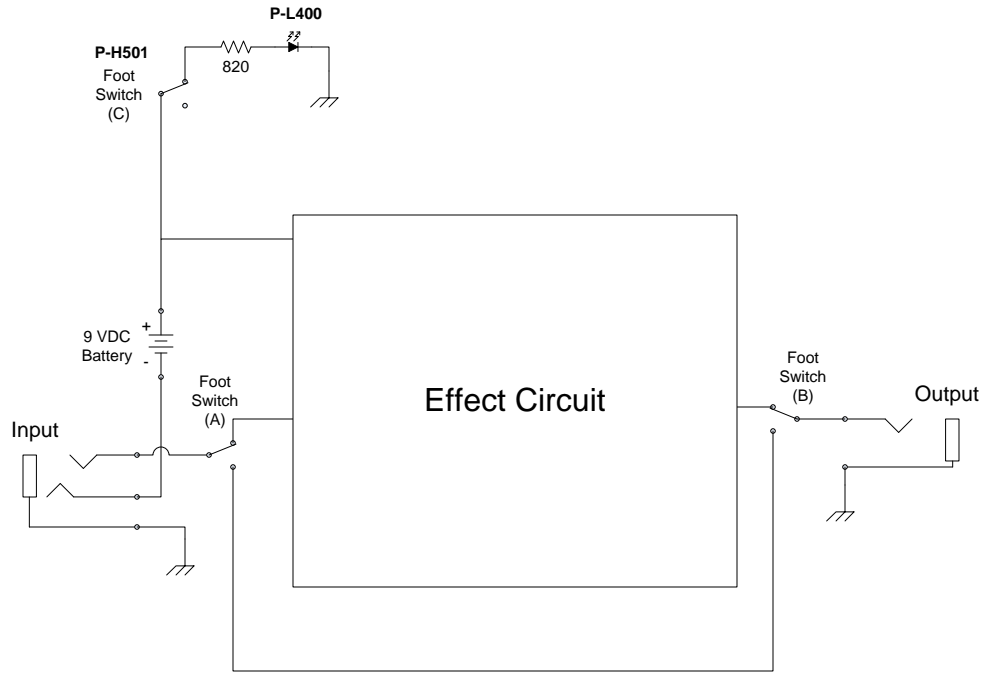 P-L400
P-H501
Foot
Switch
(C)
820
9 VDC
Battery
+
-
Foot
Switch
(A)
Input
Effect Circuit
Foot
Switch
(B)
Output